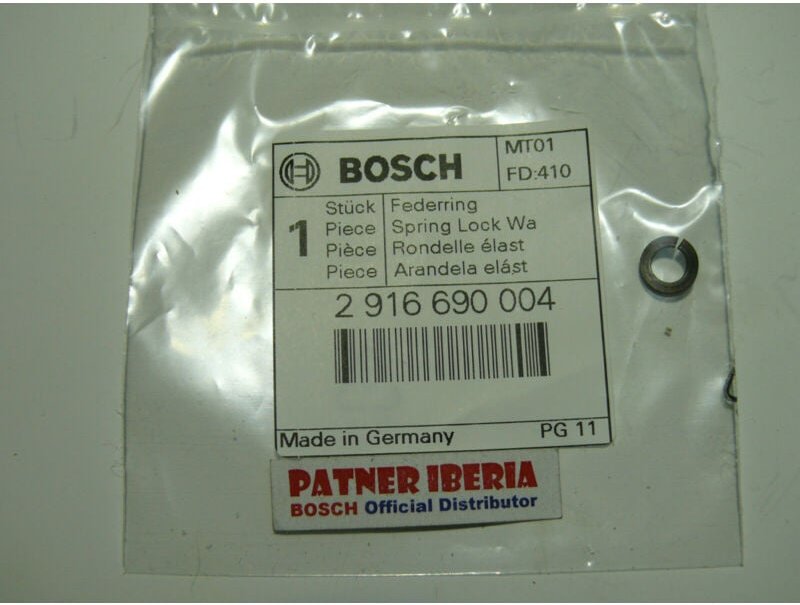 BOSCH
MT01
FD:410
1
Stück Federring
Piece Spring Lock Wa
Pièce Rondelle élast
Piece Arandela elást
2 916 690 004
Made in Germany PG 11
PATNER IBERIA
BOSCH Official Distributor